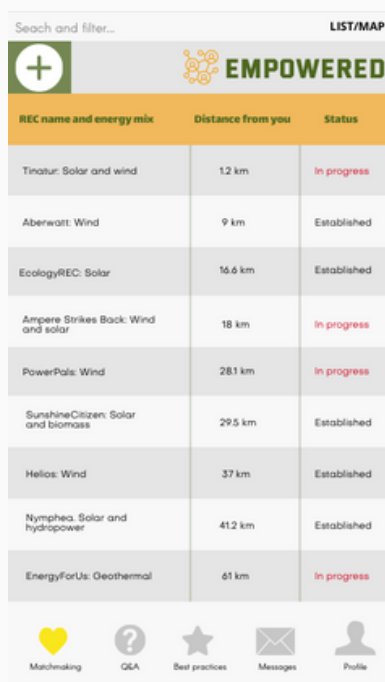 Seach and filter...
LIST/MAP
EMPOWERED
REC name and energy mix Distance from you Status
Tinatur: Solar and wind 1.2 km In progress
Aberwatt: Wind 9 km Established
EcologyREC: Solar 16.6 km Established
Ampere Strikes Back: Wind
and solar 18 km In progress
PowerPals: Wind 28.1 km In progress
SunshineCitizen: Solar
and biomass 29.5 km Established
Helios: Wind 37 km Established
Nymphea. Solar and
hydropower 41.2 km Established
EnergyForUs: Geothermal 61 km In progress
Matchmaking Q&A Best practices Messages Profile